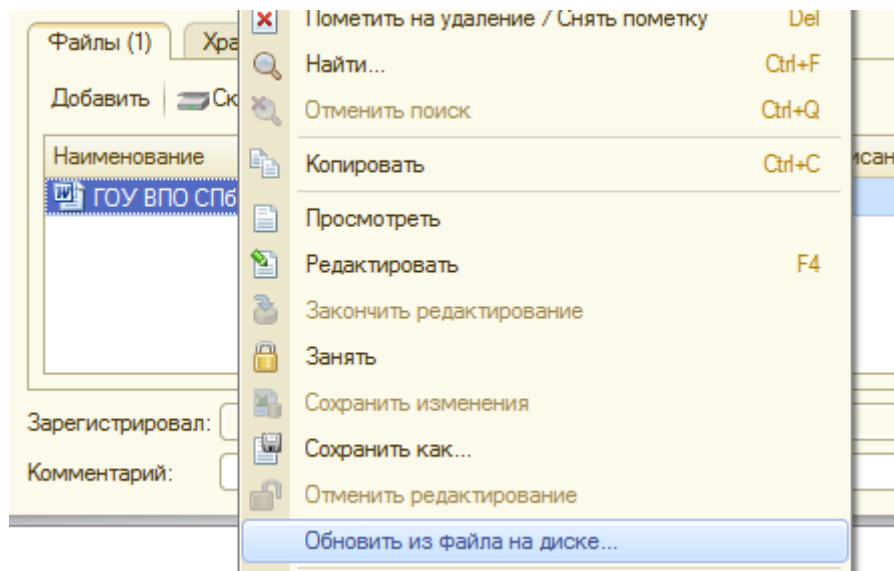 Файлы (1)
Добавить
Наименование
ГОУ ВПО СПб
Зарегистрировал:
Комментарий:
Пометить на удаление / Снять пометку Del
Найти... Ctrl+F
Отменить поиск Ctrl+Q
Копировать Ctrl+C
Просмотреть
Редактировать F4
Закончить редактирование
Занять
Сохранить изменения
Сохранить как...
Отменить редактирование
Обновить из файла на диске...